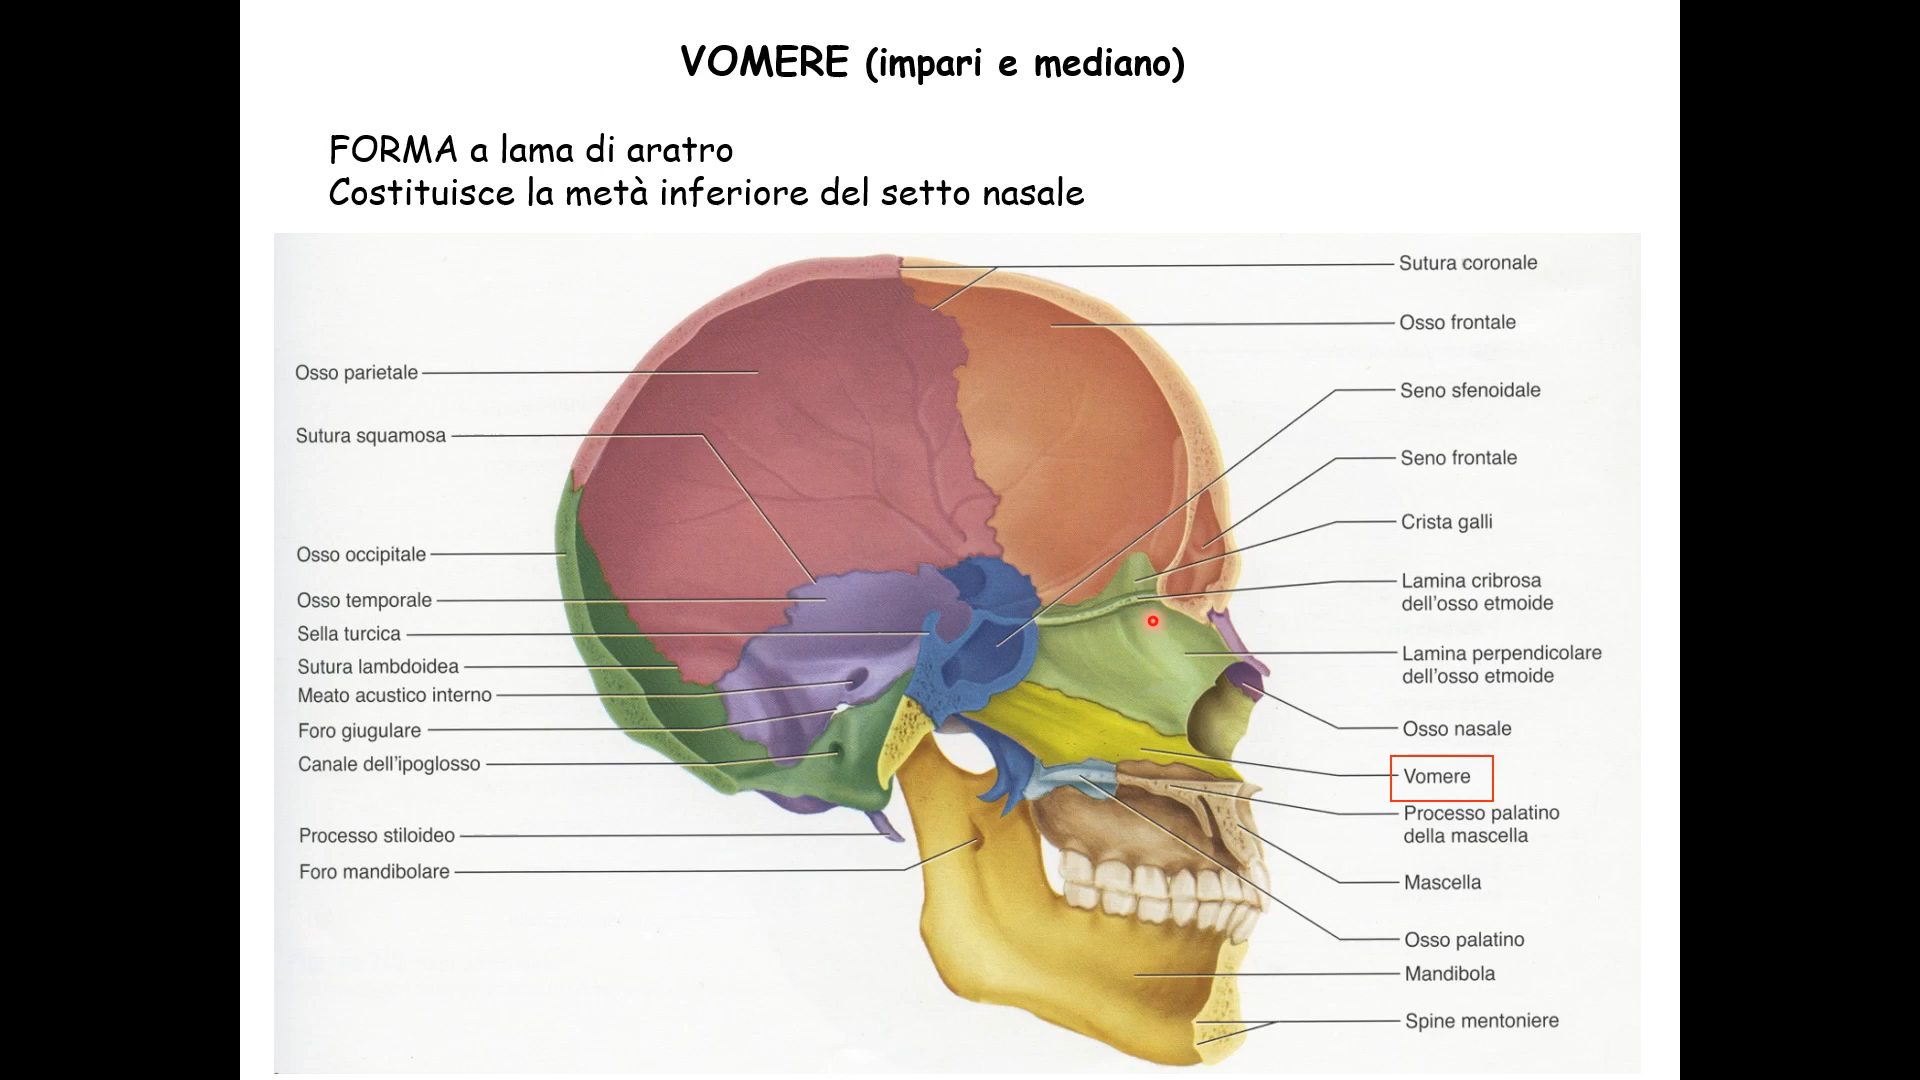 VOMERE (impari e mediano)
FORMA a lama di aratro
Costituisce la metà inferiore del setto nasale
Osso parietale
Sutura squamosa
Osso occipitale
Osso temporale
Sella turcica
Sutura lambdoidea
Meato acustico interno
Foro giugulare
Canale dell'ipoglosso
Processo stiloideo
Foro mandibolare
Sutura coronale
Osso frontale
Seno sfenoidale
Seno frontale
Crista galli
Lamina cribrosa
dell'osso etmoide
Lamina perpendicolare
dell'osso etmoide
Osso nasale
Vomere
Processo palatino
della mascella
Mascella
Osso palatino
Mandibola
Spine mentoniere